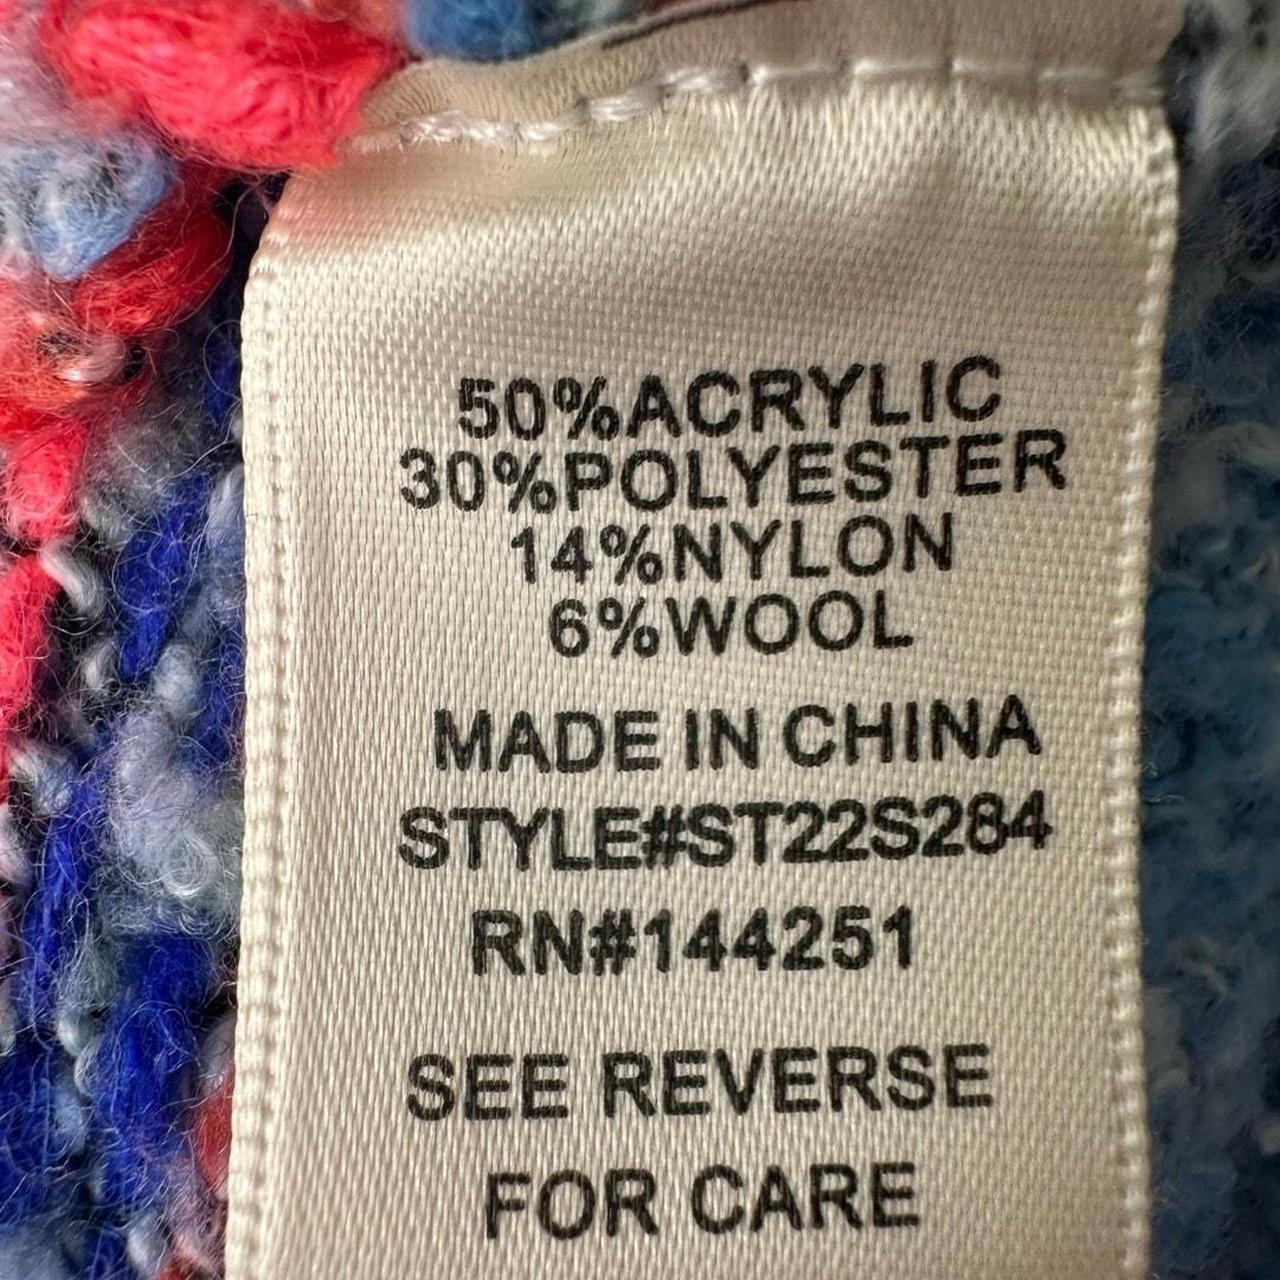 50%ACRYLIC
30%POLYESTER
14%NYLON
6%WOOL
MADE IN CHINA
STYLE#ST22S284
RN#144251
SEE REVERSE
FOR CARE